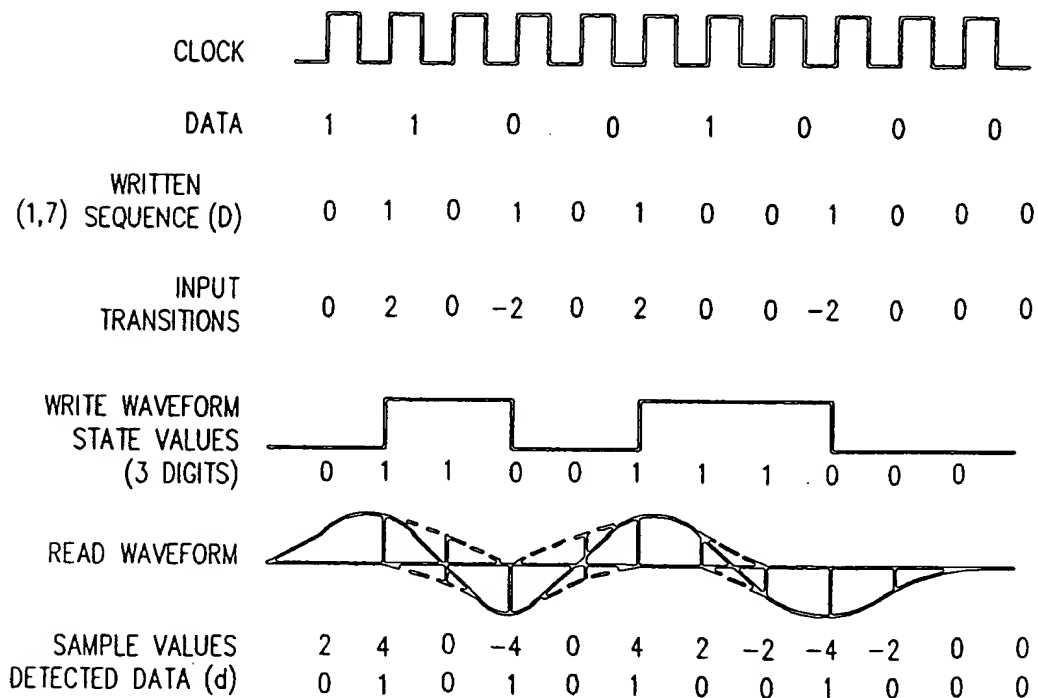 CLOCK
DATA 1 1 0 0 1 0 0 0
WRITTEN
(1,7) SEQUENCE (D) 0 1 0 1 0 1 0 0 1 0 0 0
INPUT
TRANSITIONS 0 2 0 -2 0 2 0 0 -2 0 0 0
WRITE WAVEFORM
STATE VALUES
(3 DIGITS) 0 1 1 0 0 1 1 1 0 0 0
READ WAVEFORM
SAMPLE VALUES 2 4 0 -4 0 4 2 -2 -4 -2 0 0
DETECTED DATA (d) 0 1 0 1 0 1 0 0 1 0 0 0